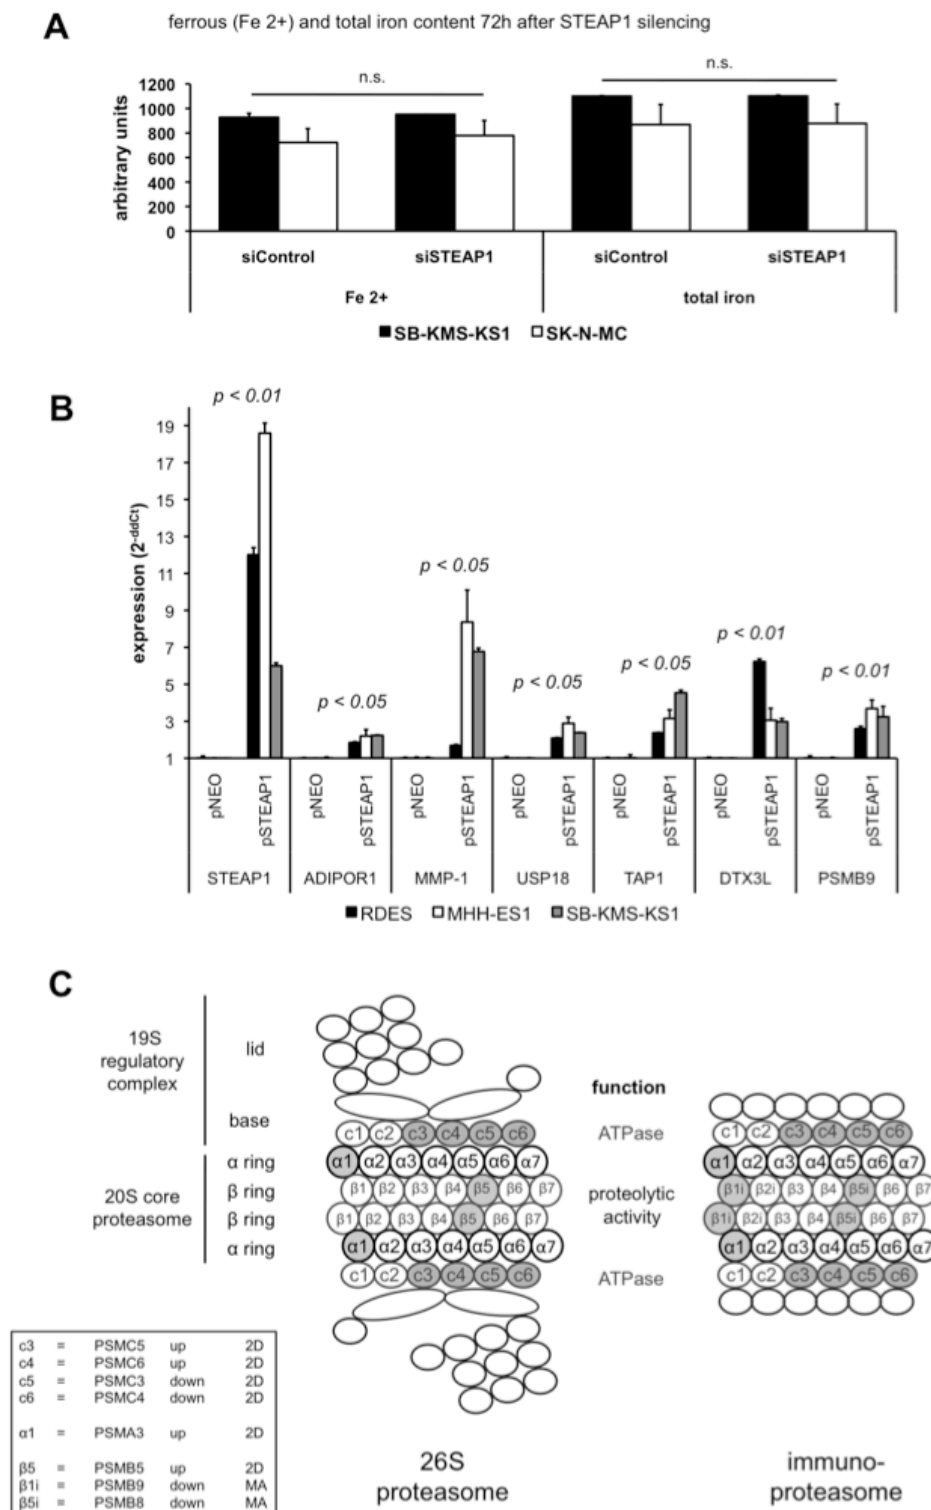 A
ferrous (Fe 2+) and total iron content 72h after STEAP1 silencing
n.s. n.s.
arbitrary units
1200
1000
800
600
400
200
0
siControl siSTEAP1 siControl siSTEAP1
Fe 2+ total iron
SB-KMS-KS1 SK-N-MC
B
expression (2-ddCt)
19
17
15
13
11
9
7
5
3
1
p < 0.01
p < 0.05
p < 0.05
p < 0.05
p < 0.05
p < 0.01
p < 0.01
pNEO pSTEAP1 pNEO pSTEAP1 pNEO pSTEAP1 pNEO pSTEAP1 pNEO pSTEAP1 pNEO pSTEAP1 pNEO pSTEAP1
STEAP1 ADIPOR1 MMP-1 USP18 TAP1 DTX3L PSMB9
RDES MHH-ES1 SB-KMS-KS1
C
19S
regulatory
complex
lid
base
20S core
proteasome
α ring
β ring
β ring
α ring
c1 c2 c3 c4 c5 c6
α1 α2 α3 α4 α5 α6 α7
β1 β2 β3 β4 β5 β6 β7
β1 β2 β3 β4 β5 β6 β7
α1 α2 α3 α4 α5 α6 α7
c1 c2 c3 c4 c5 c6
function
ATPase
proteolytic
activity
ATPase
c1 c2 c3 c4 c5 c6
α1 α2 α3 α4 α5 α6 α7
β1i β2i β3 β4 β5i β6 β7
β1i β2i β3 β4 β5i β6 β7
α1 α2 α3 α4 α5 α6 α7
c1 c2 c3 c4 c5 c6
c3 = PSMC5 up 2D
c4 = PSMC6 up 2D
c5 = PSMC3 down 2D
c6 = PSMC4 down 2D
α1 = PSMA3 up 2D
β5 = PSMB5 up 2D
β1i = PSMB9 down MA
β5i = PSMB8 down MA
26S
proteasome
immuno-
proteasome